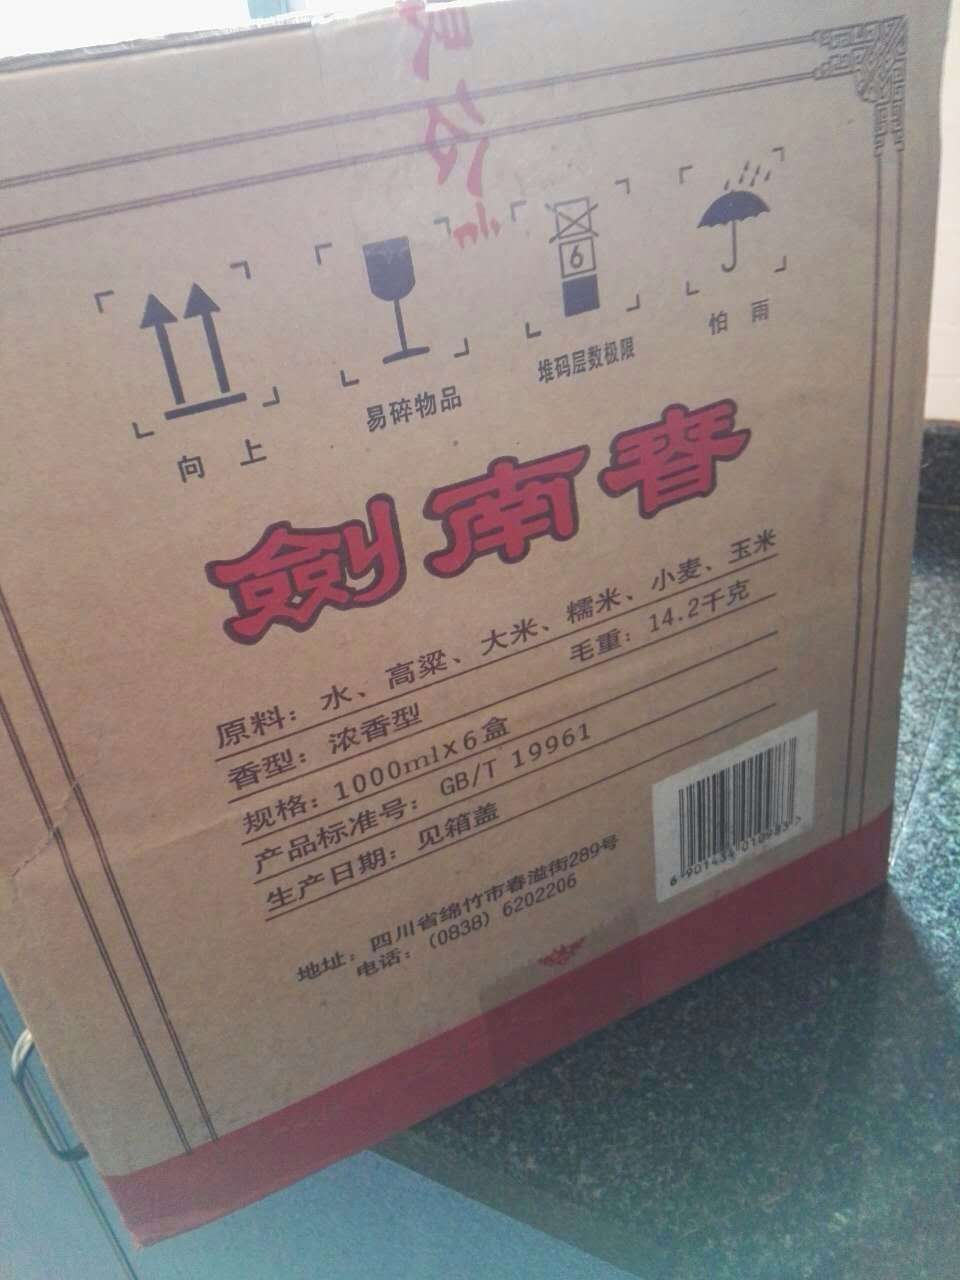 6
向上
易碎物品
堆码层数极限
怕雨
劍南春
原料：水、高粱、大米、糯米、小麦、玉米
香型：浓香型 毛重：14.2千克
规格：1000ml×6盒
产品标准号：GB/T 19961
生产日期：见箱盖
地址：四川省绵竹市春溢街289号
电话：(0838) 6202206